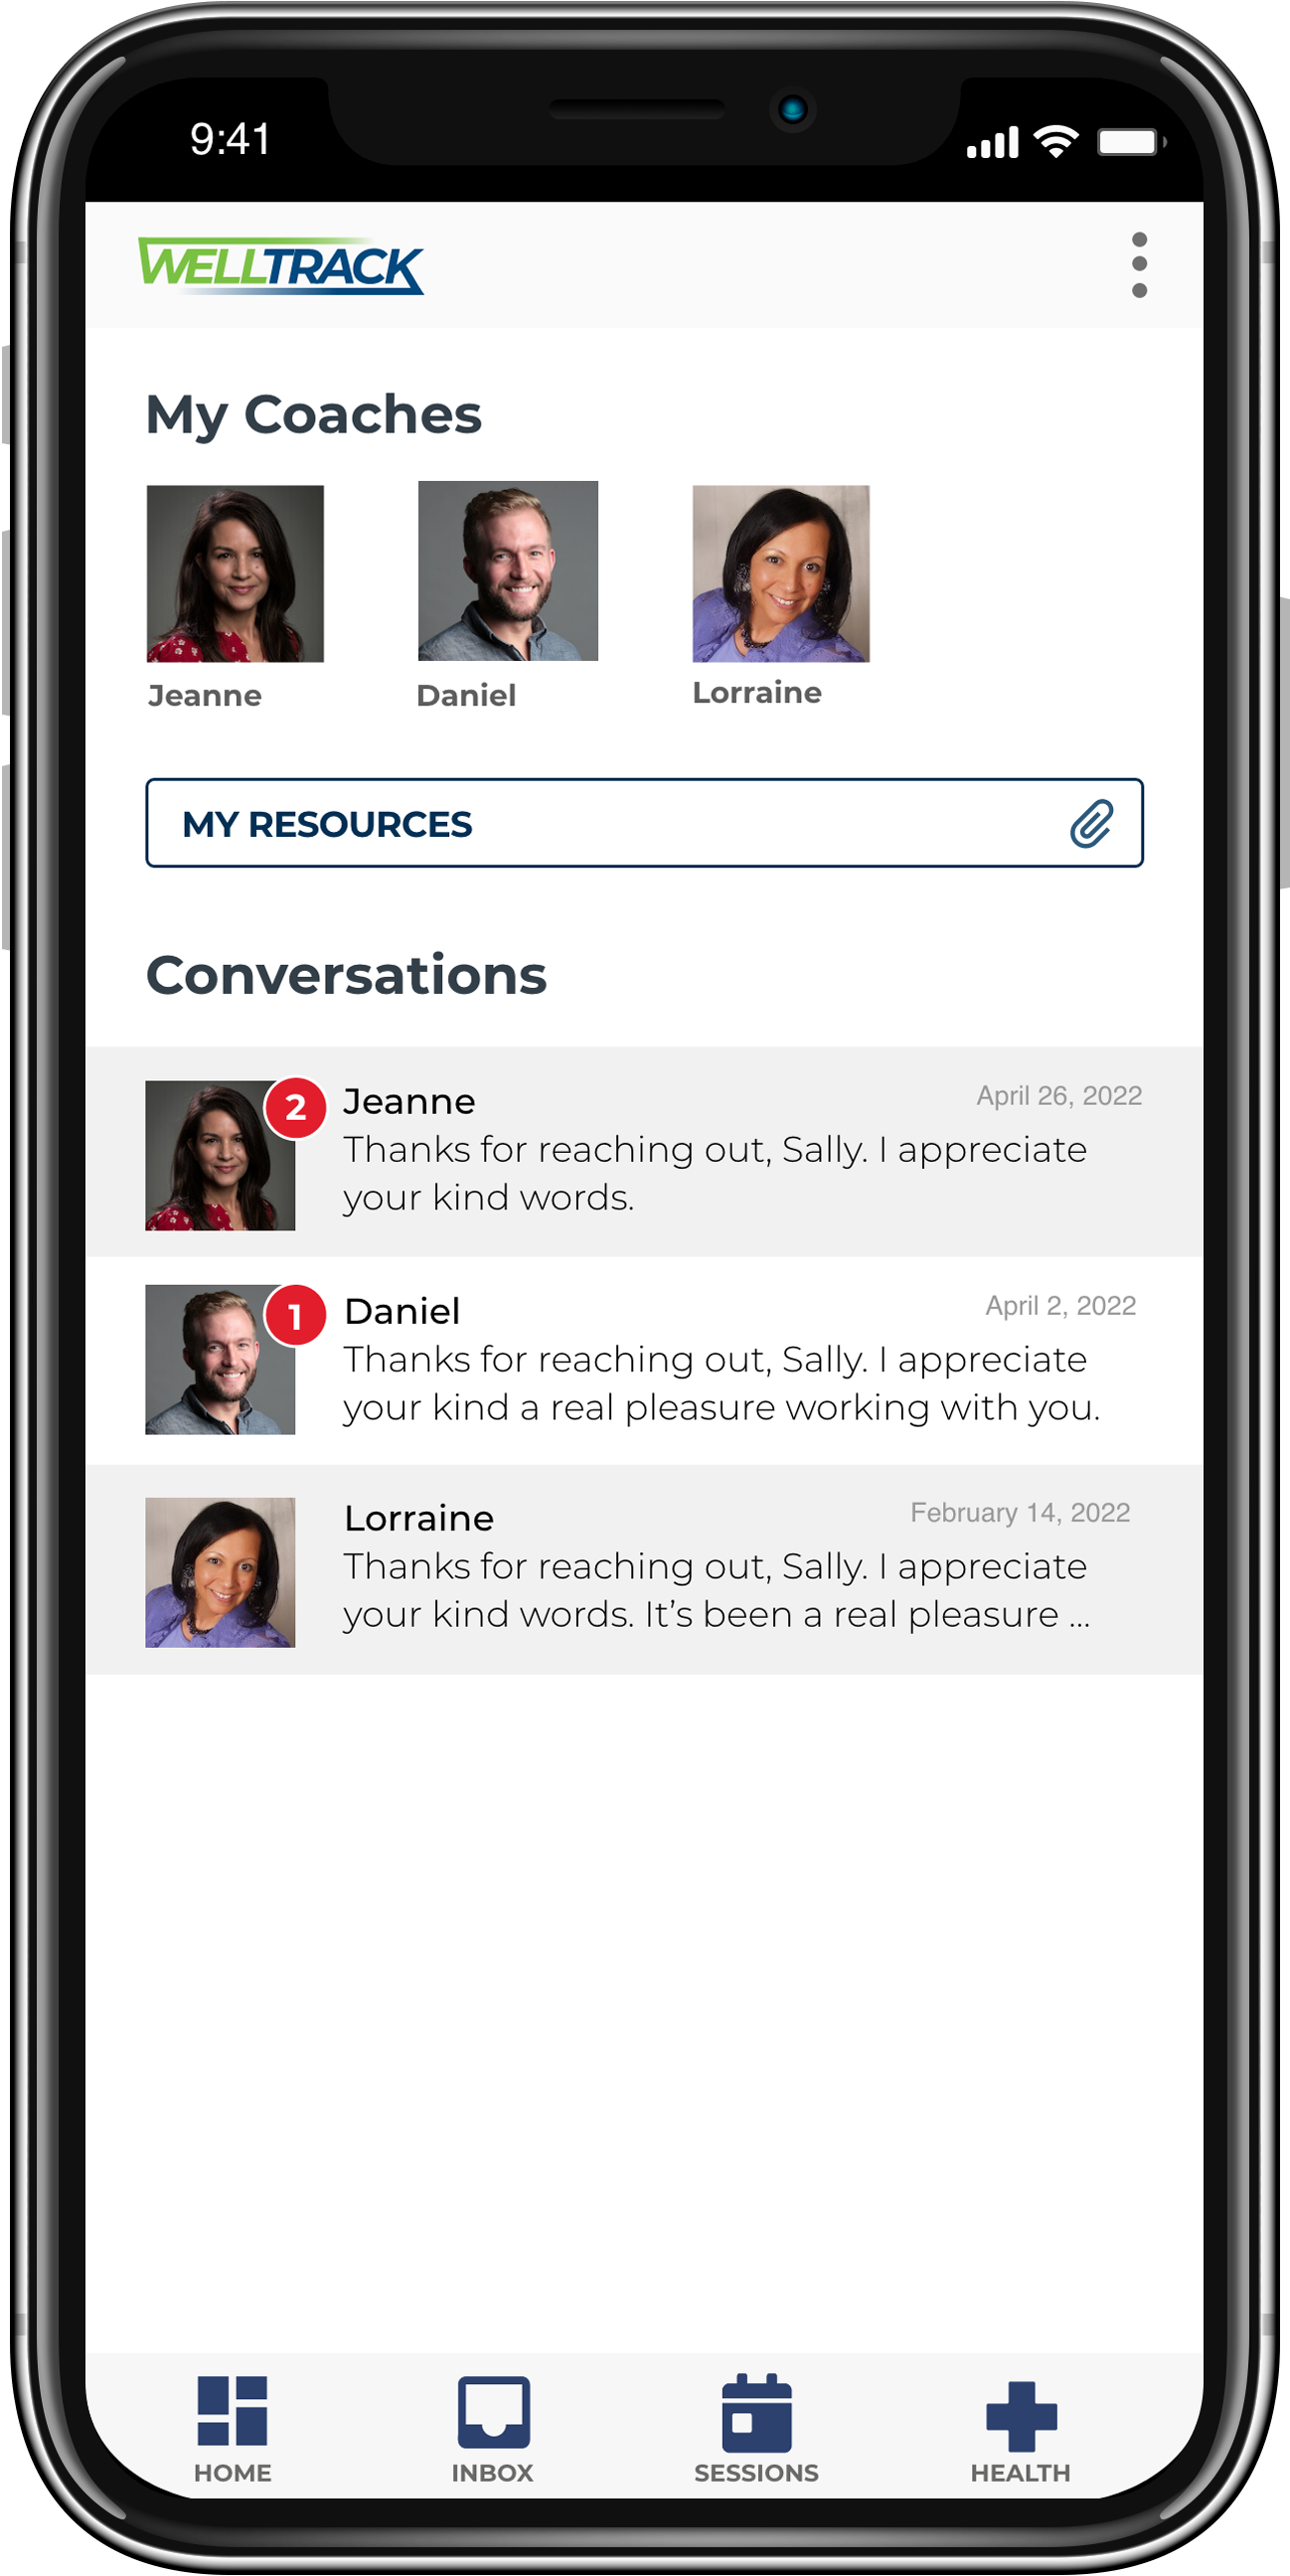 9:41
WELLTRACK
My Coaches
Jeanne
Daniel
Lorraine
MY RESOURCES
Conversations
2
Jeanne
April 26, 2022
Thanks for reaching out, Sally. I appreciate
your kind words.
1
Daniel
April 2, 2022
Thanks for reaching out, Sally. I appreciate
your kind a real pleasure working with you.
Lorraine
February 14, 2022
Thanks for reaching out, Sally. I appreciate
your kind words. It’s been a real pleasure ...
HOME
INBOX
SESSIONS
HEALTH